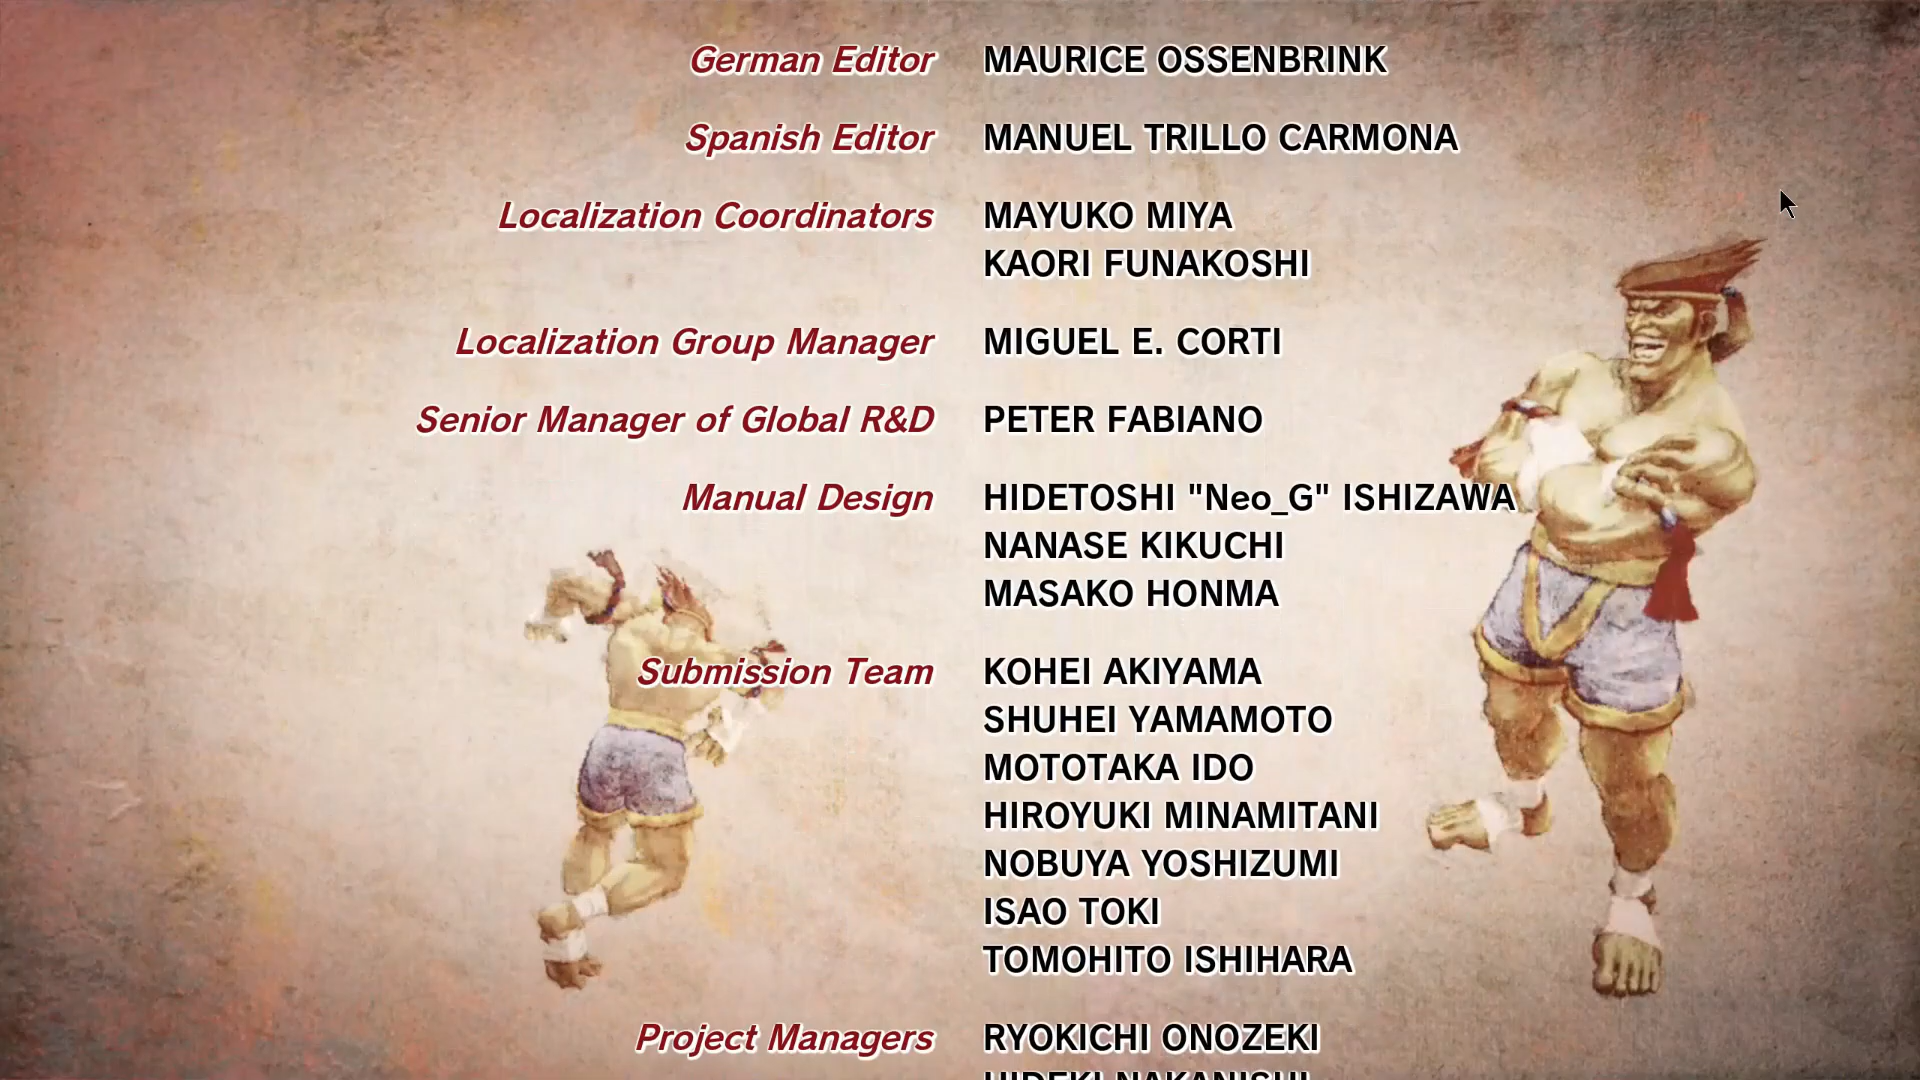 German Editor MAURICE OSSENBRINK
Spanish Editor MANUEL TRILLO CARMONA
Localization Coordinators MAYUKO MIYA
KAORI FUNAKOSHI
Localization Group Manager MIGUEL E. CORTI
Senior Manager of Global R&D PETER FABIANO
Manual Design HIDETOSHI "Neo_G" ISHIZAWA
NANASE KIKUCHI
MASAKO HONMA
Submission Team KOHEI AKIYAMA
SHUHEI YAMAMOTO
MOTOTAKA IDO
HIROYUKI MINAMITANI
NOBUYA YOSHIZUMI
ISAO TOKI
TOMOHITO ISHIHARA
Project Managers RYOKICHI ONOZEKI